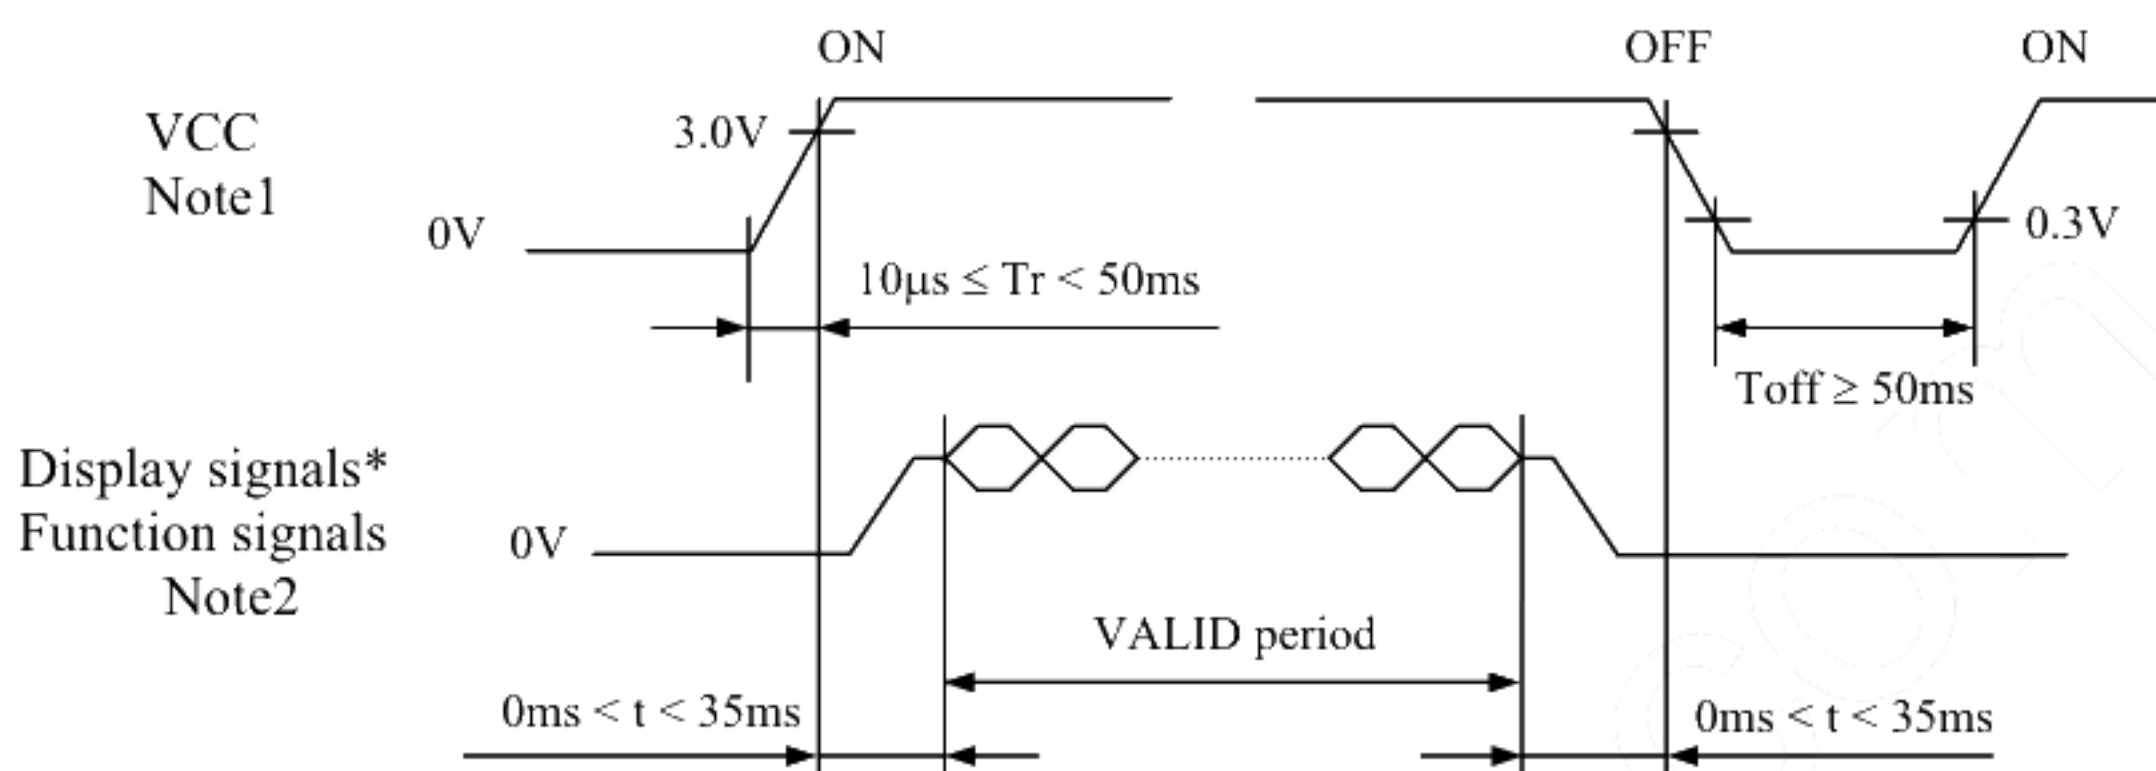 ON OFF ON
VCC
Note1
3.0V
0V
0.3V
10μs ≤ Tr < 50ms
Toff ≥ 50ms
Display signals*
Function signals
Note2
0V
VALID period
0ms < t < 35ms
0ms < t < 35ms
com